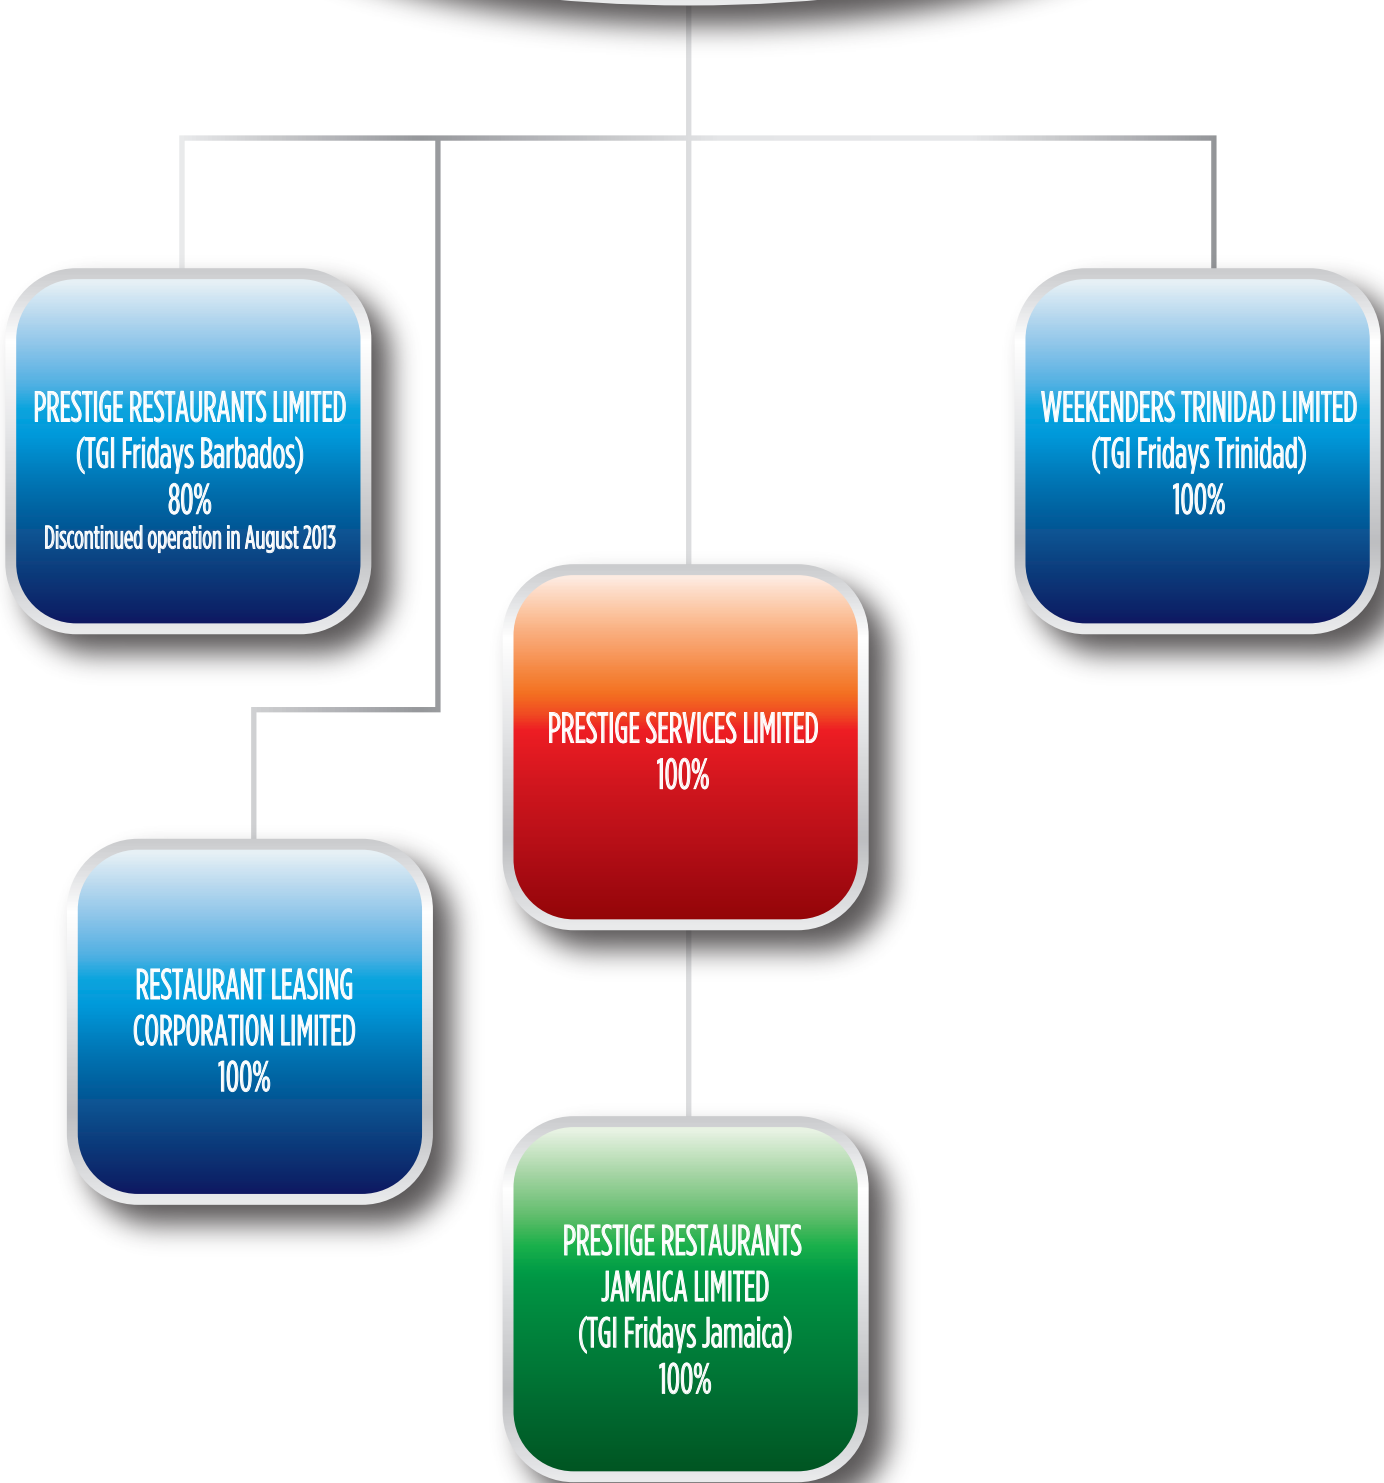 PRESTIGE RESTAURANTS LIMITED
(TGI Fridays Barbados)
80%
Discontinued operation in August 2013
WEEKENDERS TRINIDAD LIMITED
(TGI Fridays Trinidad)
100%
PRESTIGE SERVICES LIMITED
100%
RESTAURANT LEASING
CORPORATION LIMITED
100%
PRESTIGE RESTAURANTS
JAMAICA LIMITED
(TGI Fridays Jamaica)
100%